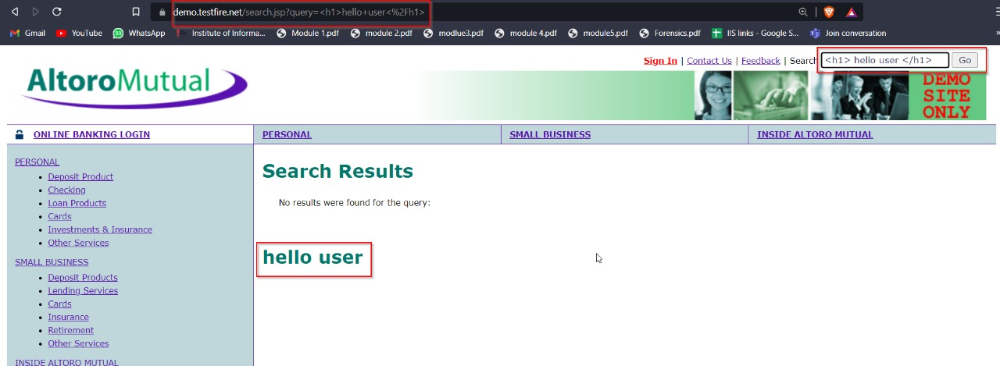 demo.testfire.net/search.jsp?query=<h1>hello+user<%2Fh1>
Gmail YouTube 33 WhatsApp Institute of Informa... Module 1.pdf module 2.pdf modlue3.pdf module 4.pdf module5.pdf Forensics.pdf IIS links - Google S... Join conversation »
Sign In | Contact Us | Feedback | Search <h1> hello user </h1> Go
AltoroMutual
DEMO
SITE
ONLY
ONLINE BANKING LOGIN PERSONAL SMALL BUSINESS INSIDE ALTORO MUTUAL
PERSONAL
Deposit Product
Checking
Loan Products
Cards
Investments & Insurance
Other Services
SMALL BUSINESS
Deposit Products
Lending Services
Cards
Insurance
Retirement
Other Services
INSIDE ALTORO MUTUAL
Search Results
No results were found for the query:
hello user